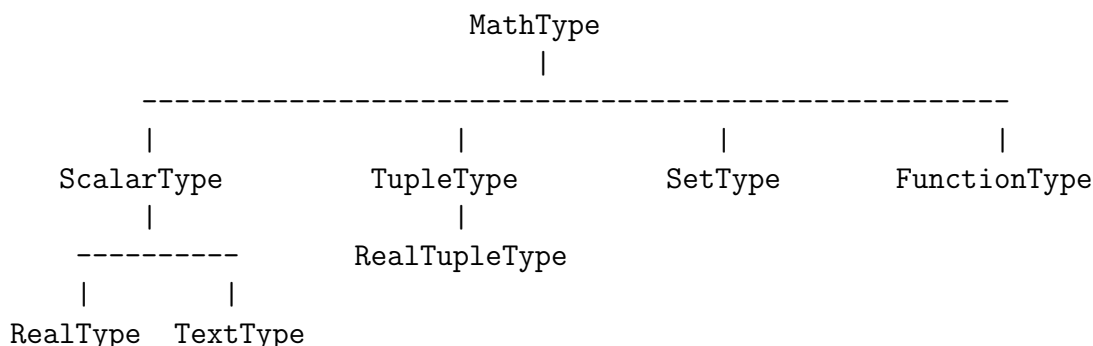 MathType
|
-----------------------------------------------------
| | | |
ScalarType TupleType SetType FunctionType
| |
---------- RealTupleType
| |
RealType TextType